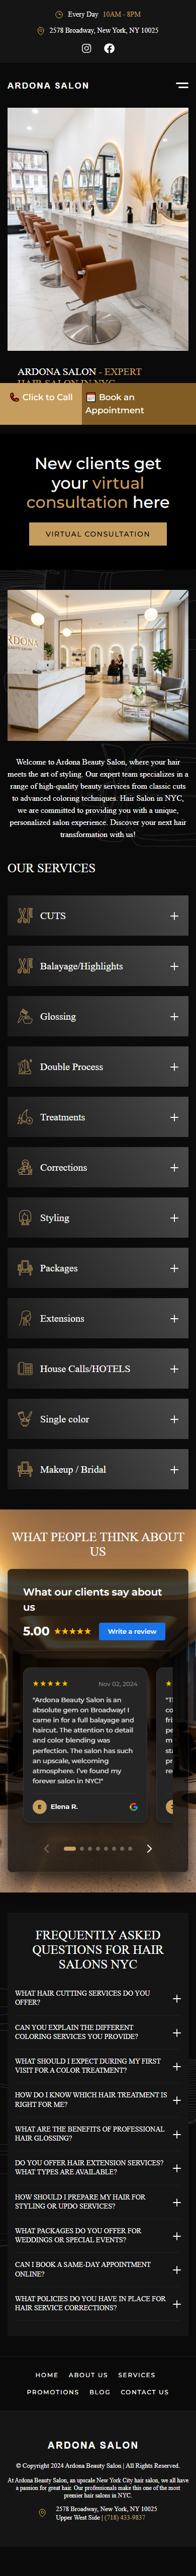 Every Day 10AM - 8PM
2578 Broadway, New York, NY 10025
ARDONA SALON
ARDONA SALON - EXPERT
HAIR SALON IN NYC
Click to Call
Book an
Appointment
New clients get
your virtual
consultation here
VIRTUAL CONSULTATION
Welcome to Ardona Beauty Salon, where your hair
meets the art of styling. Our expert team specializes in a
range of high-quality beauty services from classic cuts
to advanced coloring techniques. Hair Salon in NYC,
we are committed to providing you with a unique,
personalized salon experience. Discover your next hair
transformation with us!
OUR SERVICES
CUTS
Balayage/Highlights
Glossing
Double Process
Treatments
Corrections
Styling
Packages
Extensions
House Calls/HOTELS
Single color
Makeup / Bridal
WHAT PEOPLE THINK ABOUT
US
What our clients say about
us
5.00 ★★★★★ Write a review
★★★★★ Nov 02, 2024
"Ardona Beauty Salon is an
absolute gem on Broadway! I
came in for a full balayage and
haircut. The attention to detail
and color blending was
perfection. The salon has such
an upscale, welcoming
atmosphere. I've found my
forever salon in NYC!"
E Elena R.
FREQUENTLY ASKED
QUESTIONS FOR HAIR
SALONS NYC
WHAT HAIR CUTTING SERVICES DO YOU
OFFER?
CAN YOU EXPLAIN THE DIFFERENT
COLORING SERVICES YOU PROVIDE?
WHAT SHOULD I EXPECT DURING MY FIRST
VISIT FOR A COLOR TREATMENT?
HOW DO I KNOW WHICH HAIR TREATMENT IS
RIGHT FOR ME?
WHAT ARE THE BENEFITS OF PROFESSIONAL
HAIR GLOSSING?
DO YOU OFFER HAIR EXTENSION SERVICES?
WHAT TYPES ARE AVAILABLE?
HOW SHOULD I PREPARE MY HAIR FOR
STYLING OR UPDO SERVICES?
WHAT PACKAGES DO YOU OFFER FOR
WEDDINGS OR SPECIAL EVENTS?
CAN I BOOK A SAME-DAY APPOINTMENT
ONLINE?
WHAT POLICIES DO YOU HAVE IN PLACE FOR
HAIR SERVICE CORRECTIONS?
HOME ABOUT US SERVICES
PROMOTIONS BLOG CONTACT US
ARDONA SALON
© Copyright 2024 Ardona Beauty Salon | All Rights Reserved.
At Ardona Beauty Salon, an upscale New York City hair salon, we all have
a passion for great hair. Our professionals make this one of the most
premier hair salons in NYC.
2578 Broadway, New York, NY 10025
Upper West Side | (718) 433-9837